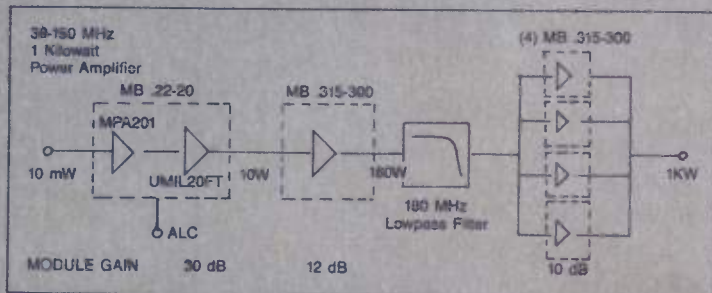 30-150 MHz
1 Kilowatt
Power Amplifier
(4) MB .315-300
MB .22-20
MB .315-300
MPA201
UMIL20FT
10 mW
10W
160W
1KW
180 MHz
Lowpass Filter
ALC
MODULE GAIN 30 dB 12 dB 10 dB